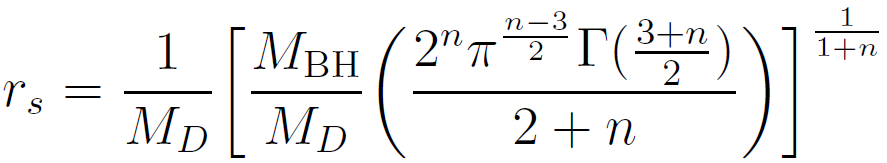 r_s = \frac{1}{M_D} \left[ \frac{M_{\mathrm{BH}}}{M_D} \left( \frac{2^n \pi^{\frac{n-3}{2}} \Gamma(\frac{3+n}{2})}{2+n} \right) \right]^{\frac{1}{1+n}}